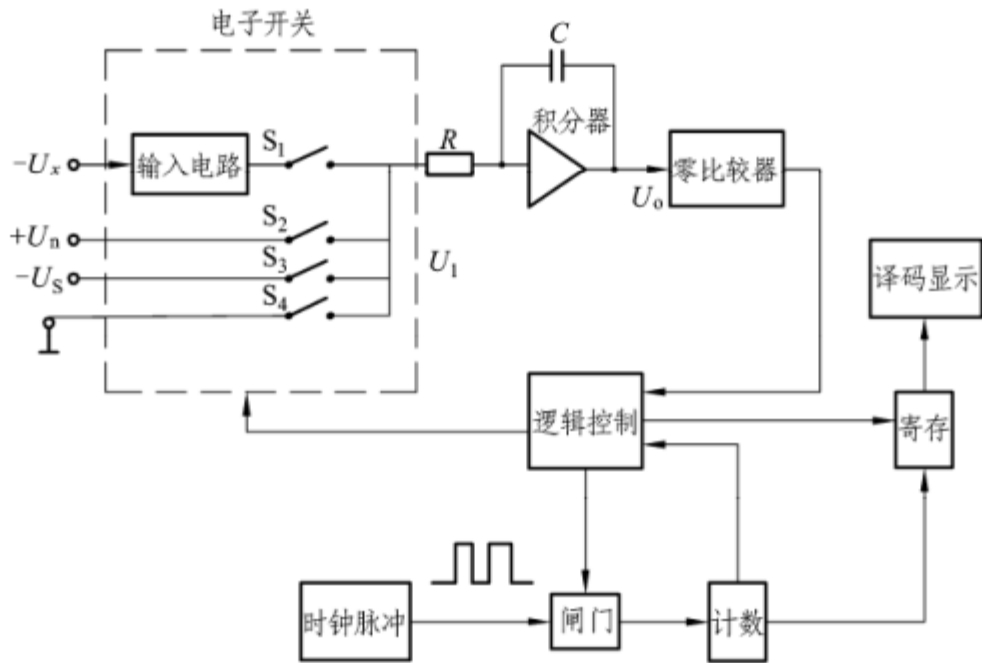 电子开关
C
积分器
-Uₓ
输入电路
S₁
R
零比较器
Uₒ
+Uₙ
S₂
-U_S
S₃
U₁
S₄
译码显示
逻辑控制
寄存
时钟脉冲
闸门
计数